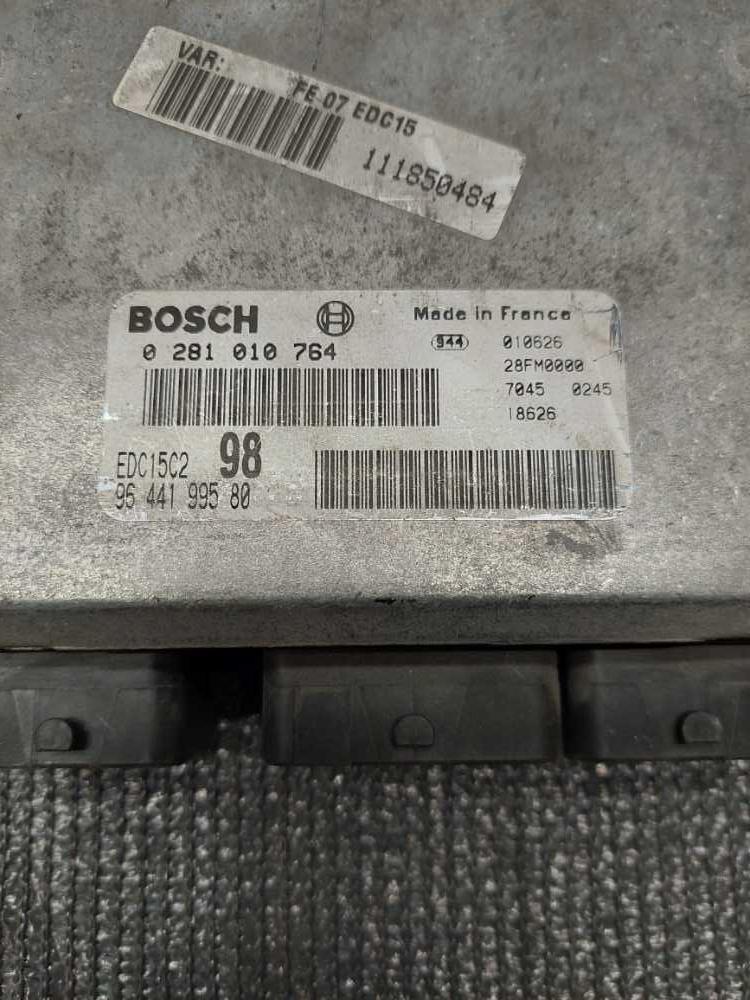 VAR:
FE 07 EDC15
111850484
BOSCH
Made in France
0 281 010 764
944
010626
28FM0000
7045 0245
18626
EDC15C2 98
96 441 995 80